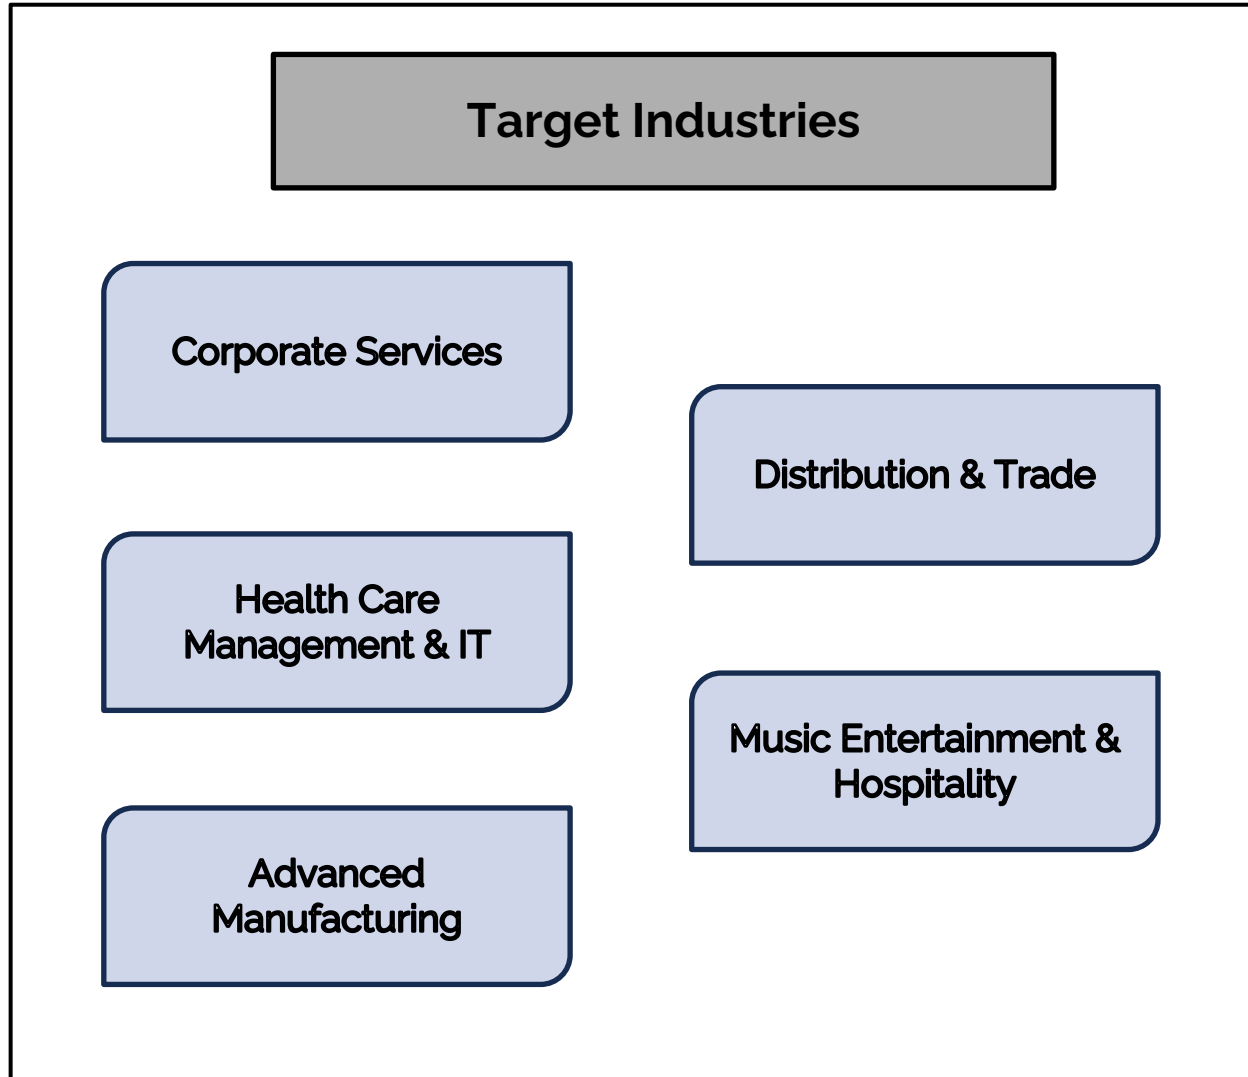 Target Industries
Corporate Services
Health Care
Management & IT
Advanced
Manufacturing
Distribution & Trade
Music Entertainment &
Hospitality